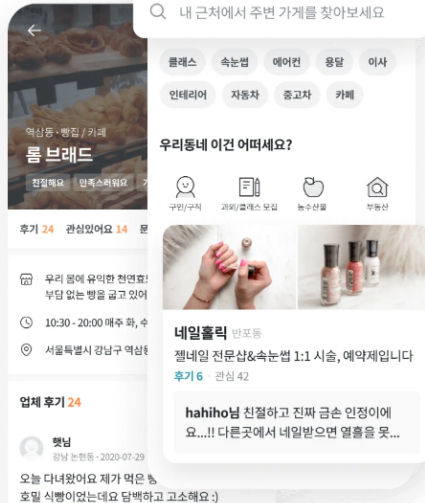 내 근처에서 주변 가게를 찾아보세요
클래스 속눈썹 에어컨 용달 이사
인테리어 자동차 중고차 카페
우리동네 이건 어떠세요?
구인/구직 과외/클래스 모집 농수산물 부동산
네일홀릭 반포동
젤네일 전문샵&속눈썹 1:1 시술, 예약제입니다
후기 6 · 관심 42
hahiho님 친절하고 진짜 금손 인정이에
요...!! 다른곳에서 네일받으면 열흘을 못...
역삼동 · 빵집 / 카페
롬 브래드
친절해요 만족스러워요
후기 24 관심있어요 14
우리 몸에 유익한 천연효
부담 없는 빵을 굽고 있어
10:30 - 20:00 매주 화, 수
서울특별시 강남구 역삼동
업체 후기 24
햇님
강남 논현동 · 2020-07-29
오늘 다녀왔어요 제가 먹은
호밀 식빵이었는데요 담백하고 고소해요 :)